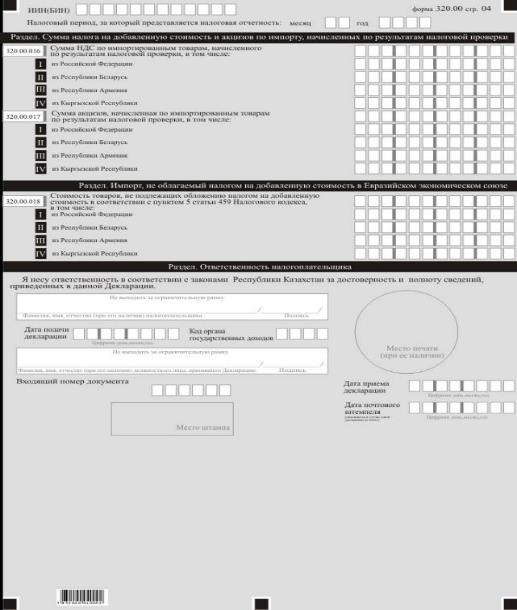 ИИН(БИН)
форма 320.00 стр. 04
Налоговый период, за который представляется налоговая отчетность: месяц год
Раздел. Сумма налога на добавленную стоимость и акцизов по импорту, начисленных по результатам налоговой проверки
320.00.016 Сумма НДС по импортированным товарам, начисленного
по результатам налоговой проверки, в том числе:
I из Российской Федерации
II из Республики Беларусь
III из Республики Армения
IV из Кыргызской Республики
320.00.017 Сумма акцизов, начисленная по импортированным товарам
по результатам налоговой проверки, в том числе:
I из Российской Федерации
II из Республики Беларусь
III из Республики Армения
IV из Кыргызской Республики
Раздел. Импорт, не облагаемый налогом на добавленную стоимость в Евразийском экономическом союзе
320.00.018 Стоимость товаров, не подлежащих обложению налогом на добавленную
стоимость в соответствии с пунктом 5 статьи 459 Налогового кодекса,
в том числе:
I из Российской Федерации
II из Республики Беларусь
III из Республики Армения
IV из Кыргызской Республики
Раздел. Ответственность налогоплательщика
Я несу ответственность в соответствии с законами Республики Казахстан за достоверность и полноту сведений,
приведенных в данной Декларации.
Не выходить за ограничительную рамку
Фамилия, имя, отчество (при его наличии) налогоплательщика / Подпись /
Дата подачи
декларации
Цифрами день,месяц,год
Код органа
государственных доходов
Место печати
(при ее наличии)
Не выходить за ограничительную рамку
Фамилия, имя, отчество (при его наличии) должностного лица, принявшего Декларацию / Подпись /
Входящий номер документа
Дата приема
декларации
Цифрами день,месяц,год
Место штампа
Дата почтового
штемпеля
Цифрами день,месяц,год